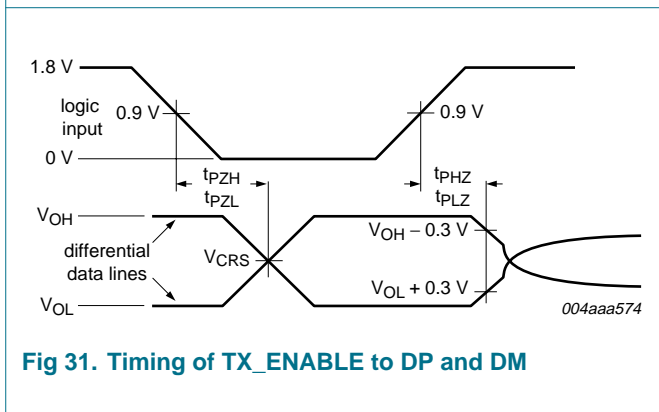 1.8 V
logic
input
0.9 V
0.9 V
0 V
tPZH
tPZL
tPHZ
tPLZ
VOH
VOH − 0.3 V
differential
data lines
VCRS
VOL + 0.3 V
VOL
004aaa574
Fig 31. Timing of TX_ENABLE to DP and DM